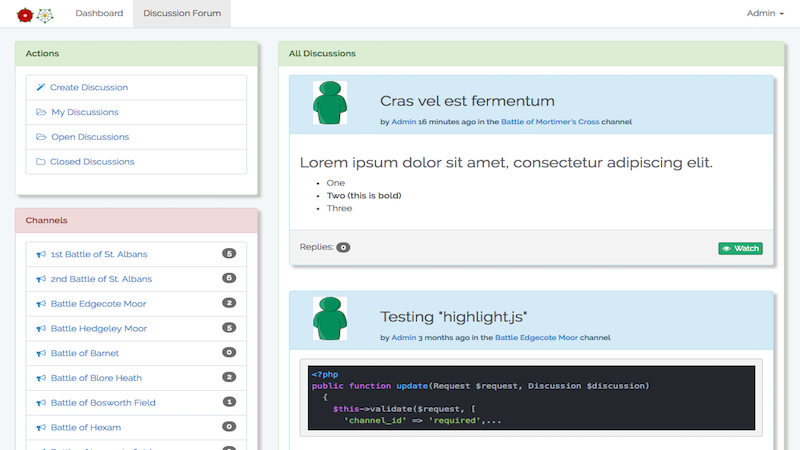 Dashboard
Discussion Forum
Admin
Actions
Create Discussion
My Discussions
Open Discussions
Closed Discussions
Channels
1st Battle of St. Albans 5
2nd Battle of St. Albans 6
Battle Edgecote Moor 2
Battle Hedgeley Moor 5
Battle of Barnet 0
Battle of Blore Heath 2
Battle of Bosworth Field 1
Battle of Hexam 0
All Discussions
Cras vel est fermentum
by Admin 16 minutes ago in the Battle of Mortimer's Cross channel
Lorem ipsum dolor sit amet, consectetur adipiscing elit.
One
Two (this is bold)
Three
Replies: 0
Watch
Testing "highlight.js"
by Admin 3 months ago in the Battle Edgecote Moor channel
<?php
public function update(Request $request, Discussion $discussion)
{
$this->validate($request, [
'channel_id' => 'required',...